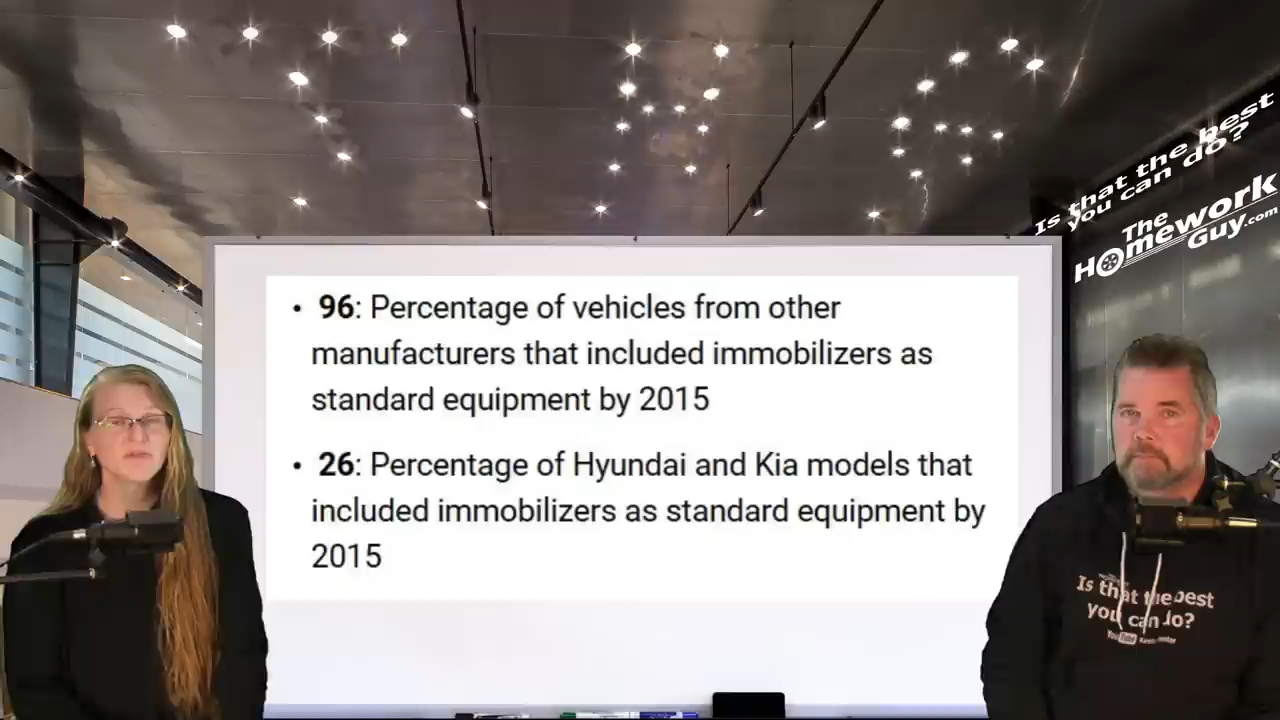 Is that the best
you can do?
The
Homework
Guy.com
• 96: Percentage of vehicles from other
manufacturers that included immobilizers as
standard equipment by 2015
• 26: Percentage of Hyundai and Kia models that
included immobilizers as standard equipment by
2015
Is that the best
you can do?
YouTube